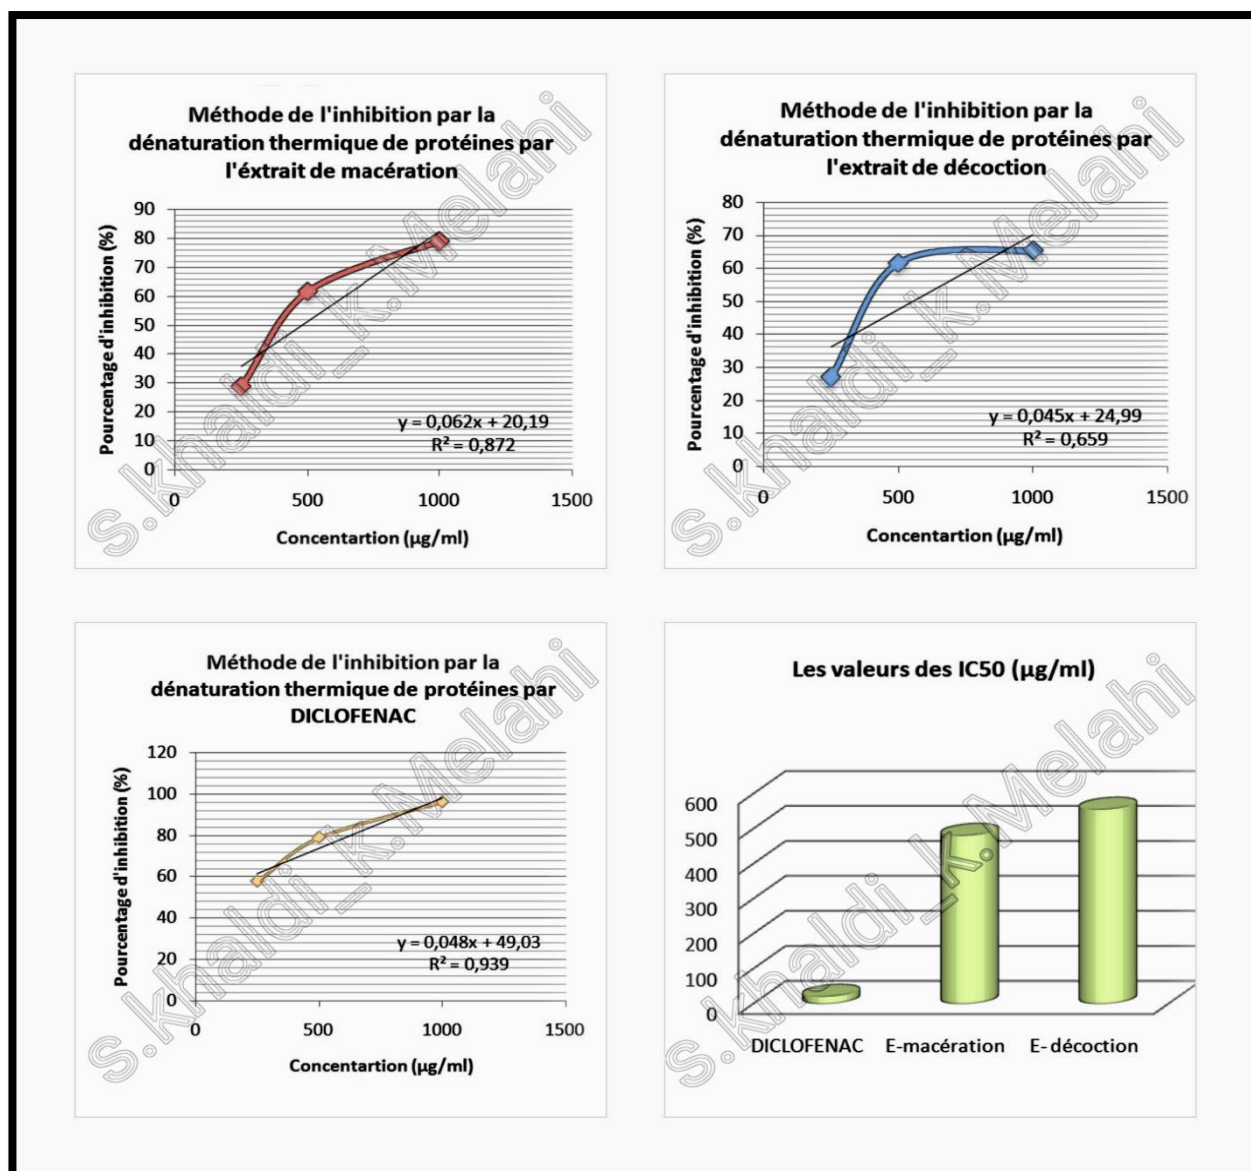 Méthode de l'inhibition par la
dénaturation thermique de protéines par
l'éxtrait de macération
Pourcentage d'inhibition (%)
90
80
70
60
50
40
30
20
10
0
y = 0,062x + 20,19
R² = 0,872
0 500 1000 1500
Concentartion (µg/ml)
Méthode de l'inhibition par la
dénaturation thermique de protéines par
l'extrait de décoction
Pourcentage d'inhibition (%)
80
70
60
50
40
30
20
10
0
y = 0,045x + 24,99
R² = 0,659
0 500 1000 1500
Concentartion (µg/ml)
Méthode de l'inhibition par la
dénaturation thermique de protéines par
DICLOFENAC
Pourcentage d'inhibition (%)
120
100
80
60
40
20
0
y = 0,048x + 49,03
R² = 0,939
0 500 1000 1500
Concentartion (µg/ml)
Les valeurs des IC50 (µg/ml)
600
500
400
300
200
100
0
DICLOFENAC E-macération E- décoction
s.khaldi_k.Melahi
s.khaldi_k.Melahi
s.khaldi_k.Melahi
s.khaldi_k.Melahi